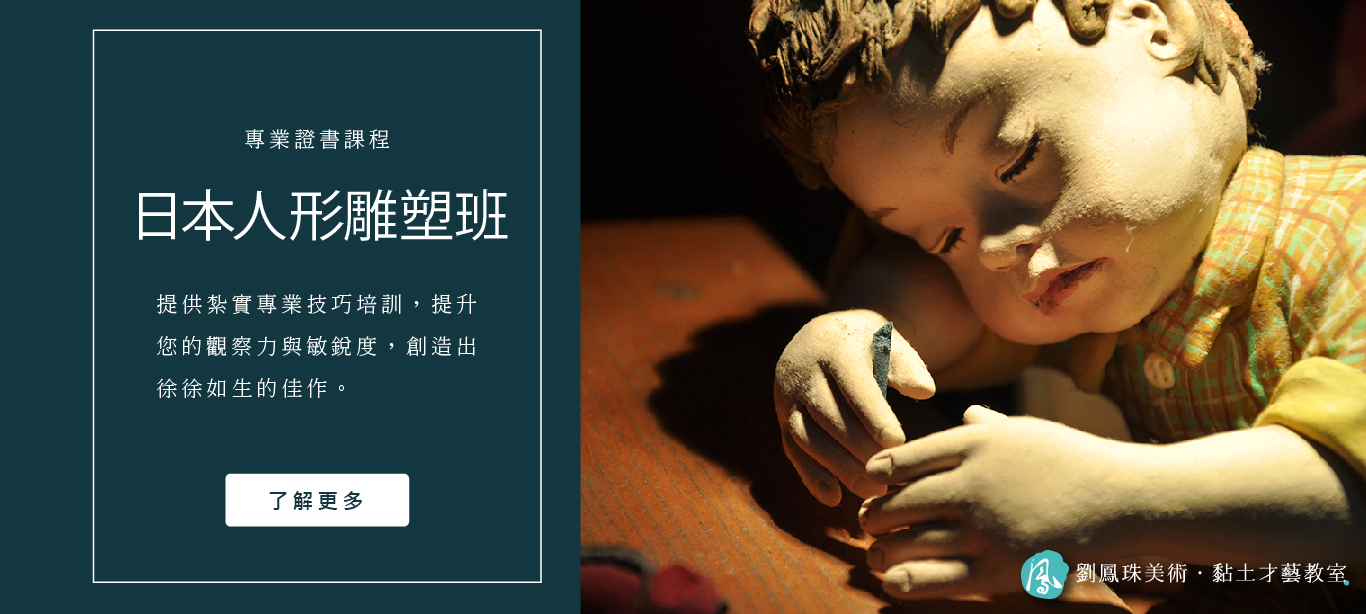 專業證書課程
日本人形雕塑班
提供紮實專業技巧培訓，提升
您的觀察力與敏銳度，創造出
徐徐如生的佳作。
了解更多
鳳
劉鳳珠美術．黏土才藝教室